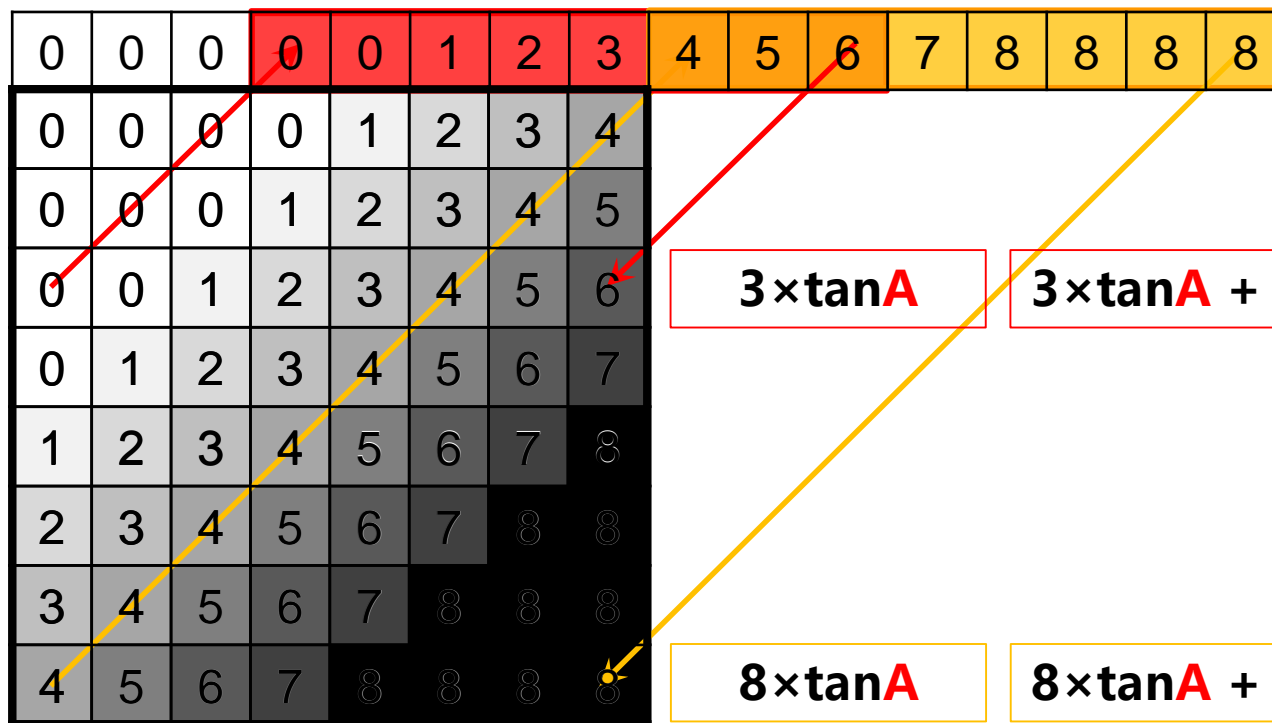 0 0 0 0 0 1 2 3 4 5 6 7 8 8 8 8
0 0 0 0 1 2 3 4
0 0 0 1 2 3 4 5
0 0 1 2 3 4 5 6 3×tanA 3×tanA +
0 1 2 3 4 5 6 7
1 2 3 4 5 6 7 8
2 3 4 5 6 7 8 8
3 4 5 6 7 8 8 8
4 5 6 7 8 8 8 8 8×tanA 8×tanA +